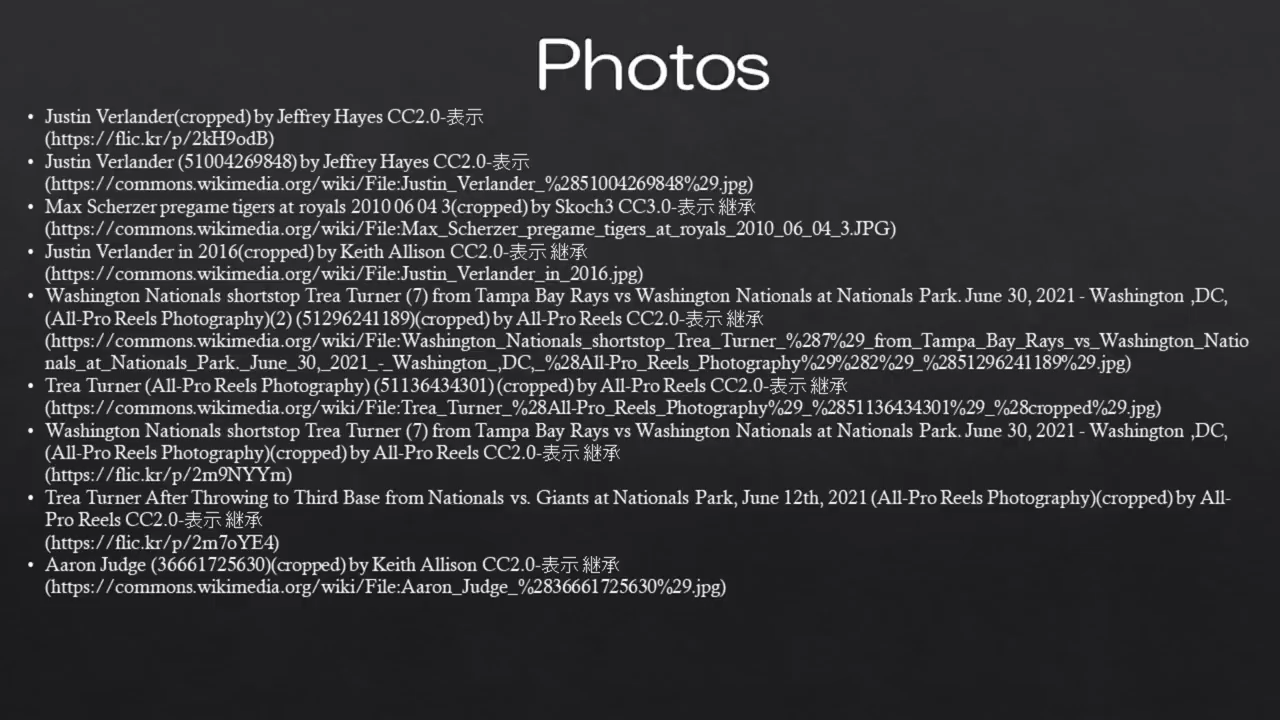 Photos
• Justin Verlander(cropped) by Jeffrey Hayes CC2.0-表示
(https://flic.kr/p/2kH9odB)
• Justin Verlander (51004269848) by Jeffrey Hayes CC2.0-表示
(https://commons.wikimedia.org/wiki/File:Justin_Verlander_%2851004269848%29.jpg)
• Max Scherzer pregame tigers at royals 2010 06 04 3(cropped) by Skoch3 CC3.0-表示 継承
(https://commons.wikimedia.org/wiki/File:Max_Scherzer_pregame_tigers_at_royals_2010_06_04_3.JPG)
• Justin Verlander in 2016(cropped) by Keith Allison CC2.0-表示 継承
(https://commons.wikimedia.org/wiki/File:Justin_Verlander_in_2016.jpg)
• Washington Nationals shortstop Trea Turner (7) from Tampa Bay Rays vs Washington Nationals at Nationals Park. June 30, 2021 - Washington ,DC,
(All-Pro Reels Photography)(2) (51296241189)(cropped) by All-Pro Reels CC2.0-表示 継承
(https://commons.wikimedia.org/wiki/File:Washington_Nationals_shortstop_Trea_Turner_%287%29_from_Tampa_Bay_Rays_vs_Washington_Natio
nals_at_Nationals_Park._June_30,_2021_-_Washington_,DC,_%28All-Pro_Reels_Photography%29%282%29_%2851296241189%29.jpg)
• Trea Turner (All-Pro Reels Photography) (51136434301) (cropped) by All-Pro Reels CC2.0-表示 継承
(https://commons.wikimedia.org/wiki/File:Trea_Turner_%28All-Pro_Reels_Photography%29_%2851136434301%29_%28cropped%29.jpg)
• Washington Nationals shortstop Trea Turner (7) from Tampa Bay Rays vs Washington Nationals at Nationals Park. June 30, 2021 - Washington ,DC,
(All-Pro Reels Photography)(cropped) by All-Pro Reels CC2.0-表示 継承
(https://flic.kr/p/2m9NYYm)
• Trea Turner After Throwing to Third Base from Nationals vs. Giants at Nationals Park, June 12th, 2021 (All-Pro Reels Photography)(cropped) by All-
Pro Reels CC2.0-表示 継承
(https://flic.kr/p/2m7oYE4)
• Aaron Judge (36661725630)(cropped) by Keith Allison CC2.0-表示 継承
(https://commons.wikimedia.org/wiki/File:Aaron_Judge_%2836661725630%29.jpg)